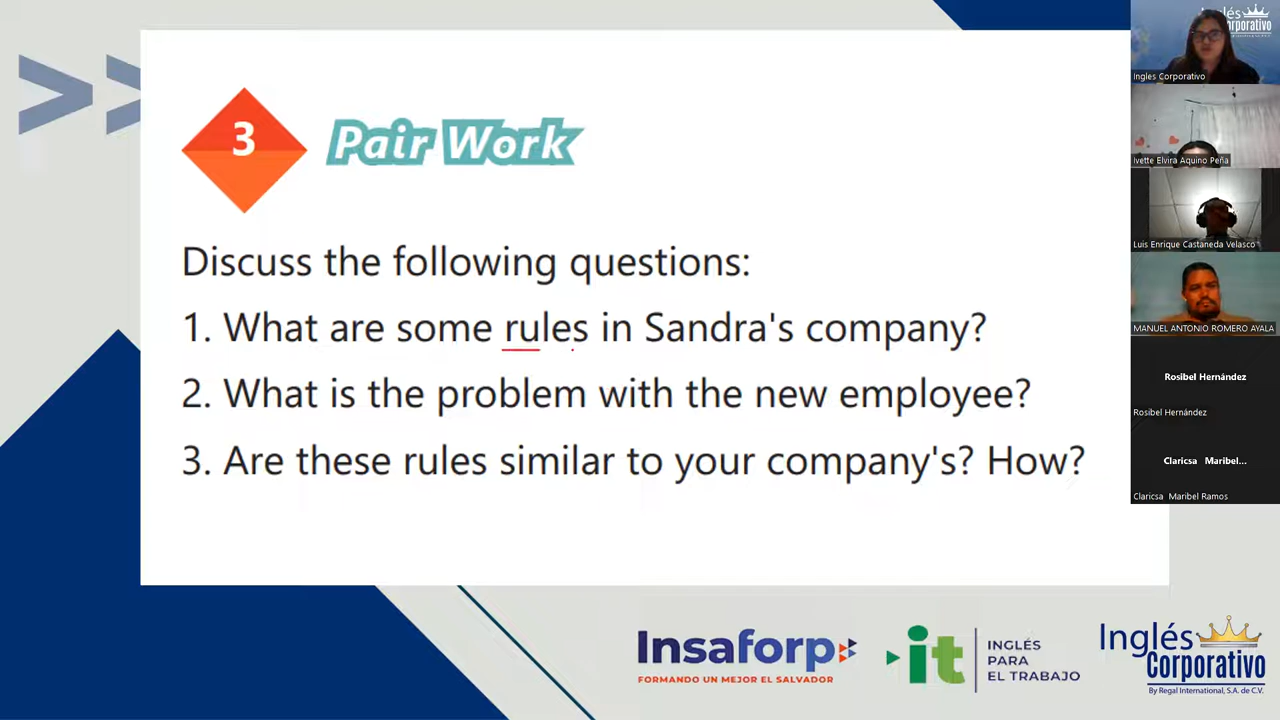 3
Pair Work
Discuss the following questions:
1. What are some rules in Sandra's company?
2. What is the problem with the new employee?
3. Are these rules similar to your company's? How?
Insaforp
FORMANDO UN MEJOR EL SALVADOR
it
INGLÉS
PARA
EL TRABAJO
Inglés
Corporativo
By Regal International, S.A. de C.V.
Ingles Corporativo
Ivette Elvira Aquino Peña
Luis Enrique Castaneda Velasco
MANUEL ANTONIO ROMERO AYALA
Rosibel Hernández
Rosibel Hernández
Claricsa Maribel...
Claricsa Maribel Ramos